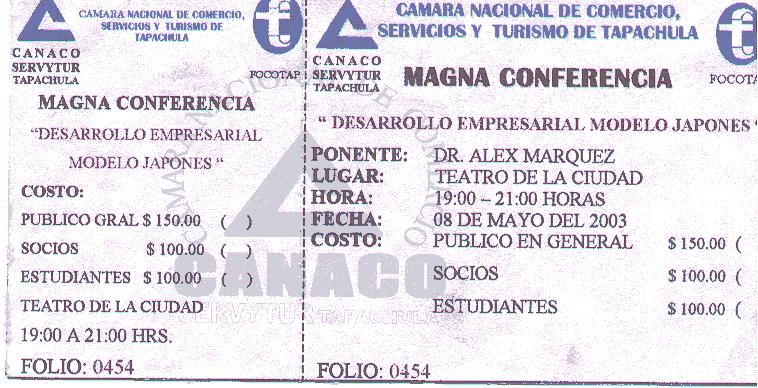 CAMARA NACIONAL DE COMERCIO,
SERVICIOS Y TURISMO DE
TAPACHULA
CANACO
SERVYTUR
TAPACHULA
FOCOTAP
MAGNA CONFERENCIA
“DESARROLLO EMPRESARIAL
MODELO JAPONES “
COSTO:
PUBLICO GRAL $ 150.00 ( )
SOCIOS $ 100.00 ( )
ESTUDIANTES $ 100.00 ( )
TEATRO DE LA CIUDAD
19:00 A 21:00 HRS.
FOLIO: 0454
CAMARA NACIONAL DE COMERCIO,
SERVICIOS Y TURISMO DE TAPACHULA
CANACO
SERVYTUR
TAPACHULA
MAGNA CONFERENCIA
FOCOTA
“ DESARROLLO EMPRESARIAL MODELO JAPONES “
PONENTE: DR. ALEX MARQUEZ
LUGAR: TEATRO DE LA CIUDAD
HORA: 19:00 – 21:00 HORAS
FECHA: 08 DE MAYO DEL 2003
COSTO: PUBLICO EN GENERAL $ 150.00 (
SOCIOS $ 100.00 (
ESTUDIANTES $ 100.00 (
FOLIO: 0454
CAMARA NACIONAL DE COMERCIO
CANACO
SERVYTUR TAPACHULA